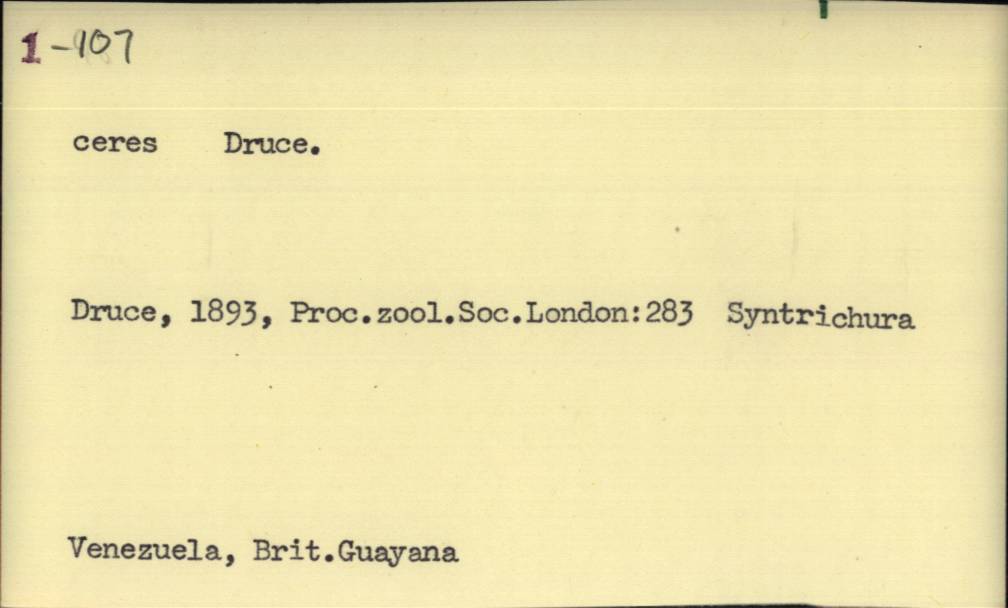 1-107
ceres Druce.
Druce, 1893, Proc.zool.Soc.London:283 Syntrichura
Venezuela, Brit.Guayana